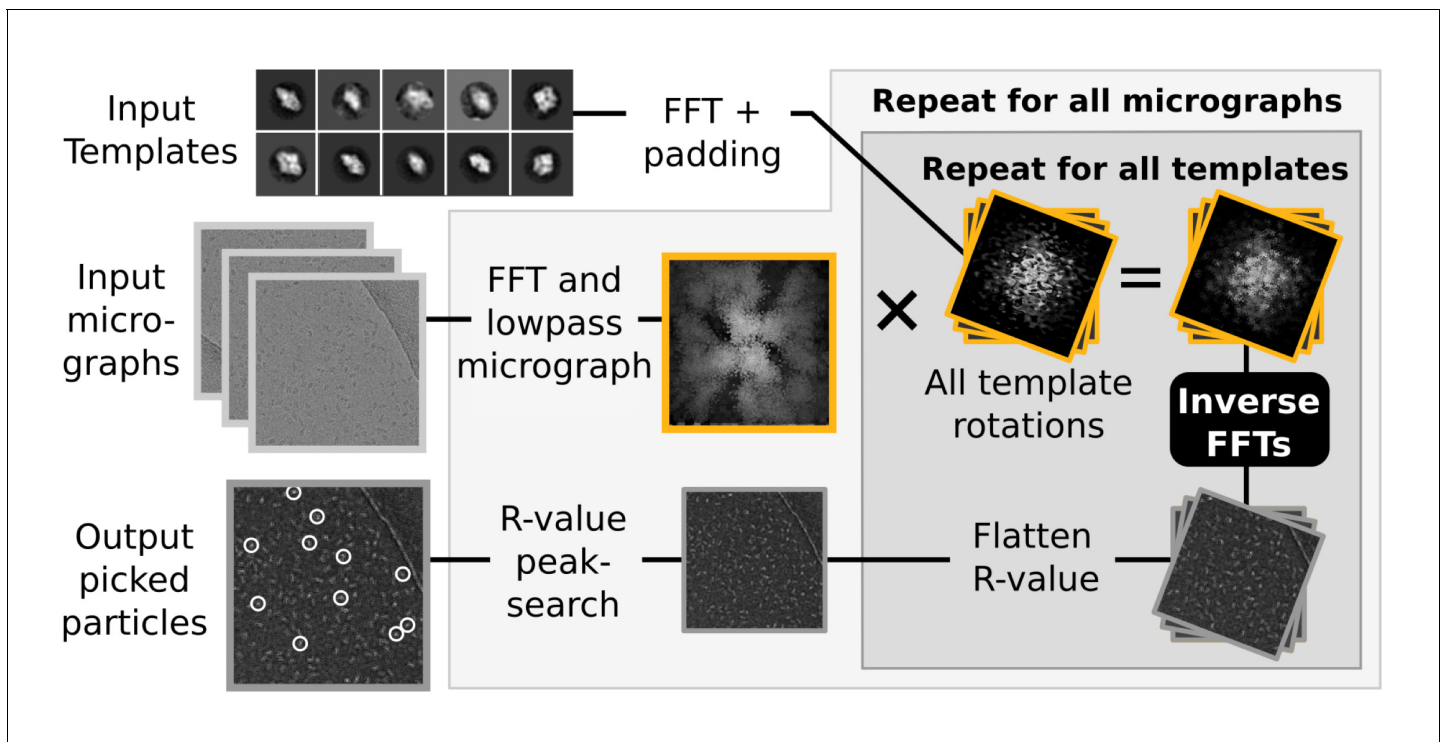 Input
Templates
FFT +
padding
Repeat for all micrographs
Repeat for all templates
Input
micro-
graphs
FFT and
lowpass
micrograph
×
=
All template
rotations
Inverse
FFTs
Output
picked
particles
R-value
peak-
search
Flatten
R-value